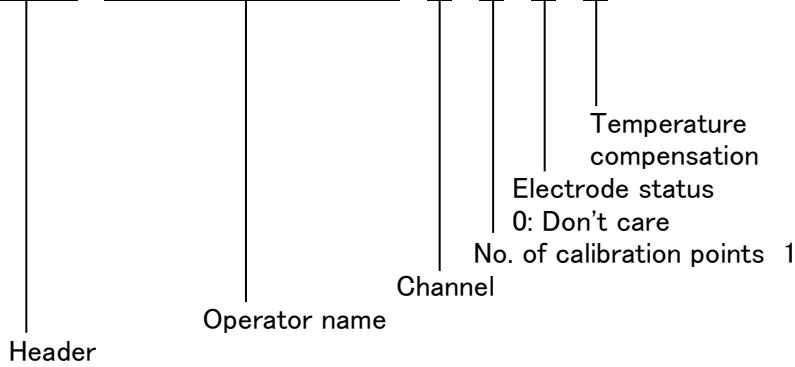 Temperature
compensation
Electrode status
0: Don't care
No. of calibration points 1
Channel
Operator name
Header